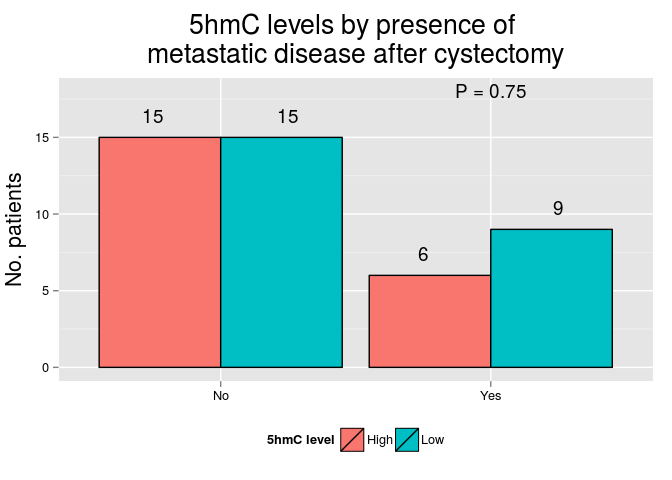 5hmC levels by presence of
metastatic disease after cystectomy
P = 0.75
15 15
9
6
No. patients
15
10
5
0
No Yes
5hmC level High Low